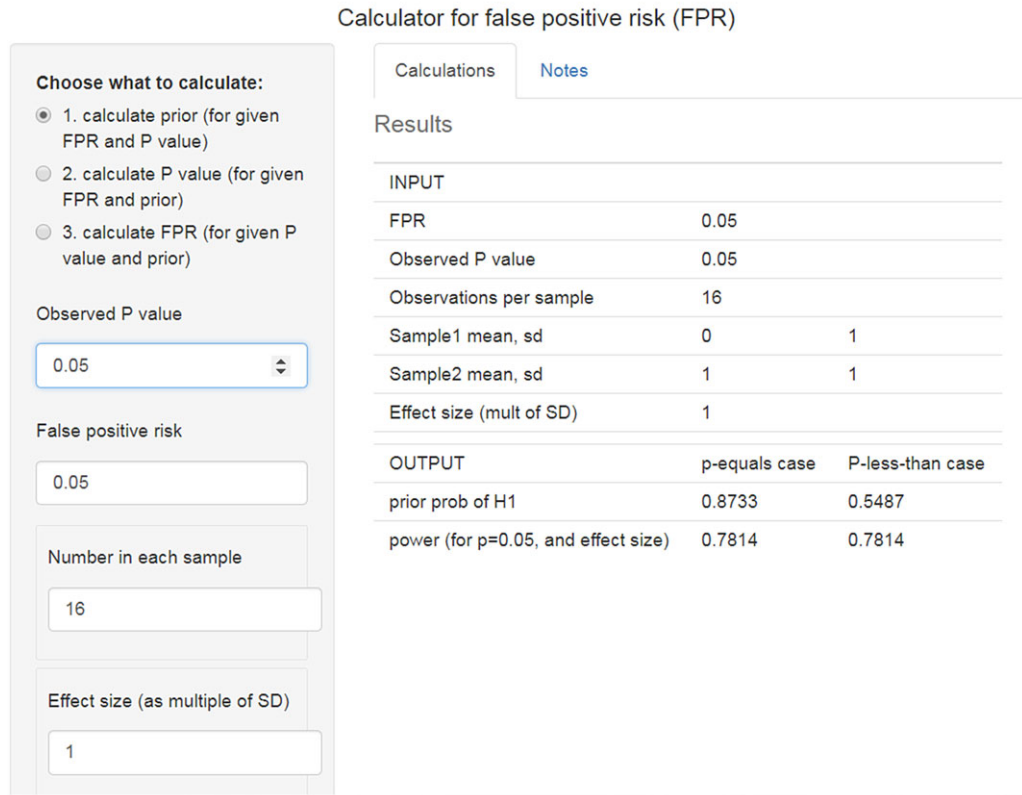 Calculator for false positive risk (FPR)
Choose what to calculate:
1. calculate prior (for given
FPR and P value)
2. calculate P value (for given
FPR and prior)
3. calculate FPR (for given P
value and prior)
Observed P value
0.05
False positive risk
0.05
Number in each sample
16
Effect size (as multiple of SD)
1
Calculations Notes
Results
INPUT
FPR 0.05
Observed P value 0.05
Observations per sample 16
Sample1 mean, sd 0 1
Sample2 mean, sd 1 1
Effect size (mult of SD) 1
OUTPUT p-equals case P-less-than case
prior prob of H1 0.8733 0.5487
power (for p=0.05, and effect size) 0.7814 0.7814